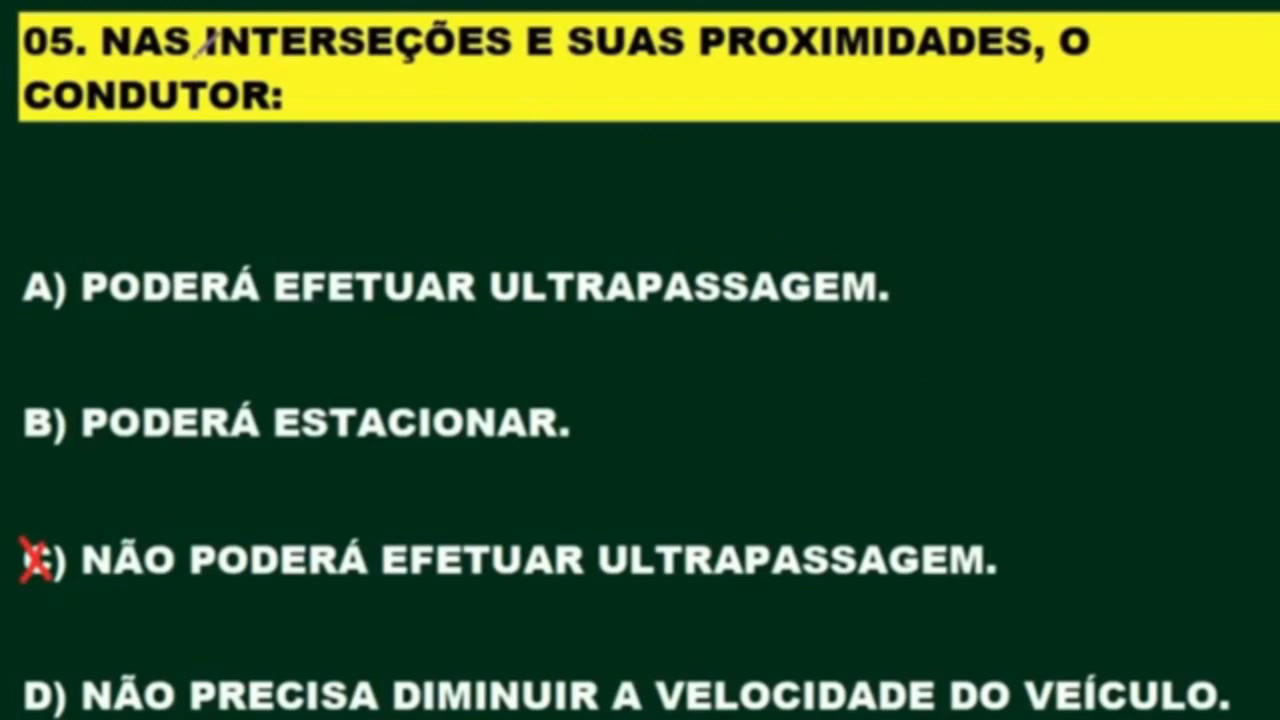 05. NAS INTERSEÇÕES E SUAS PROXIMIDADES, O
CONDUTOR:
A) PODERÁ EFETUAR ULTRAPASSAGEM.
B) PODERÁ ESTACIONAR.
C) NÃO PODERÁ EFETUAR ULTRAPASSAGEM.
D) NÃO PRECISA DIMINUIR A VELOCIDADE DO VEÍCULO.